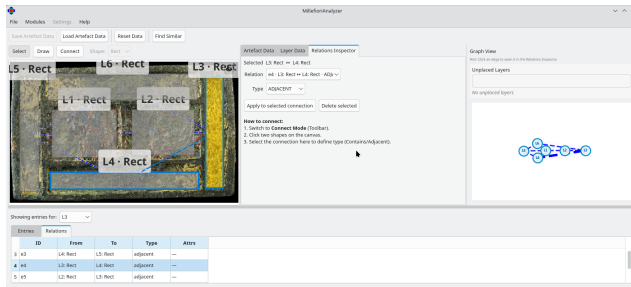 MillefioriAnalyzer
File Modules Settings Help
Save Artefact Data Load Artefact Data Reset Data Find Similar
Select Draw Connect Shape: Rect
Artefact Data Layer Data Relations Inspector
Selected L3: Rect ↔ L4: Rect
Relation e4 · L3: Rect ↔ L4: Rect · ADJ
Type ADJACENT
Apply to selected connection Delete selected
How to connect:
1. Switch to Connect Mode (Toolbar).
2. Click two shapes on the canvas.
3. Select the connection here to define type (Contains/Adjacent).
L5 · Rect L6 · Rect L3 · Rect
L1 · Rect L2 · Rect
L4 · Rect
Graph View
Unplaced Layers
No unplaced layers
Showing entries for: L3
Entries Relations
ID From To Type Attrs
3 e3 L4: Rect L5: Rect adjacent —
4 e4 L3: Rect L4: Rect adjacent —
5 e5 L2: Rect L3: Rect adjacent —